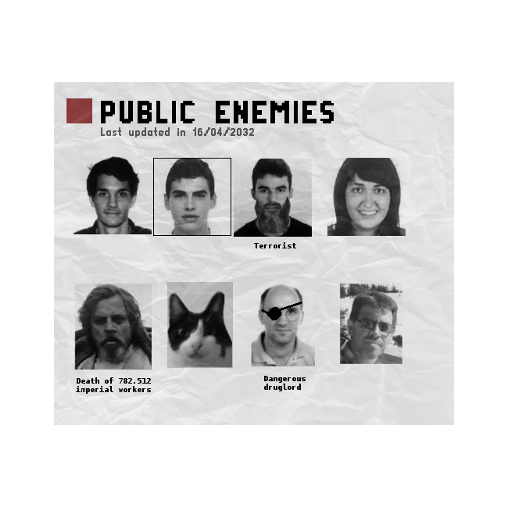 PUBLIC ENEMIES
Last updated in 16/04/2032
Terrorist
Death of 782.512
imperial workers
Dangerous
druglord